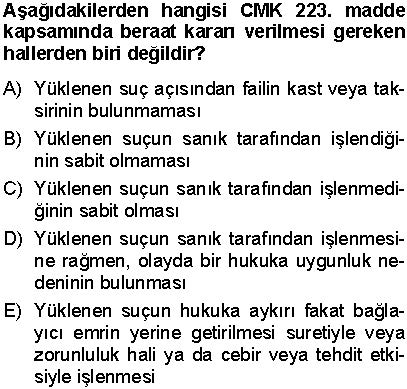 Aşağıdakilerden hangisi CMK 223. madde
kapsamında beraat kararı verilmesi gereken
hallerden biri değildir?
A) Yüklenen suç açısından failin kast veya tak-
sirinin bulunmaması
B) Yüklenen suçun sanık tarafından işlendiği-
nin sabit olmaması
C) Yüklenen suçun sanık tarafından işlenmedi-
ğinin sabit olması
D) Yüklenen suçun sanık tarafından işlenmesi-
ne rağmen, olayda bir hukuka uygunluk ne-
deninin bulunması
E) Yüklenen suçun hukuka aykırı fakat bağla-
yıcı emrin yerine getirilmesi suretiyle veya
zorunluluk hali ya da cebir veya tehdit etki-
siyle işlenmesi